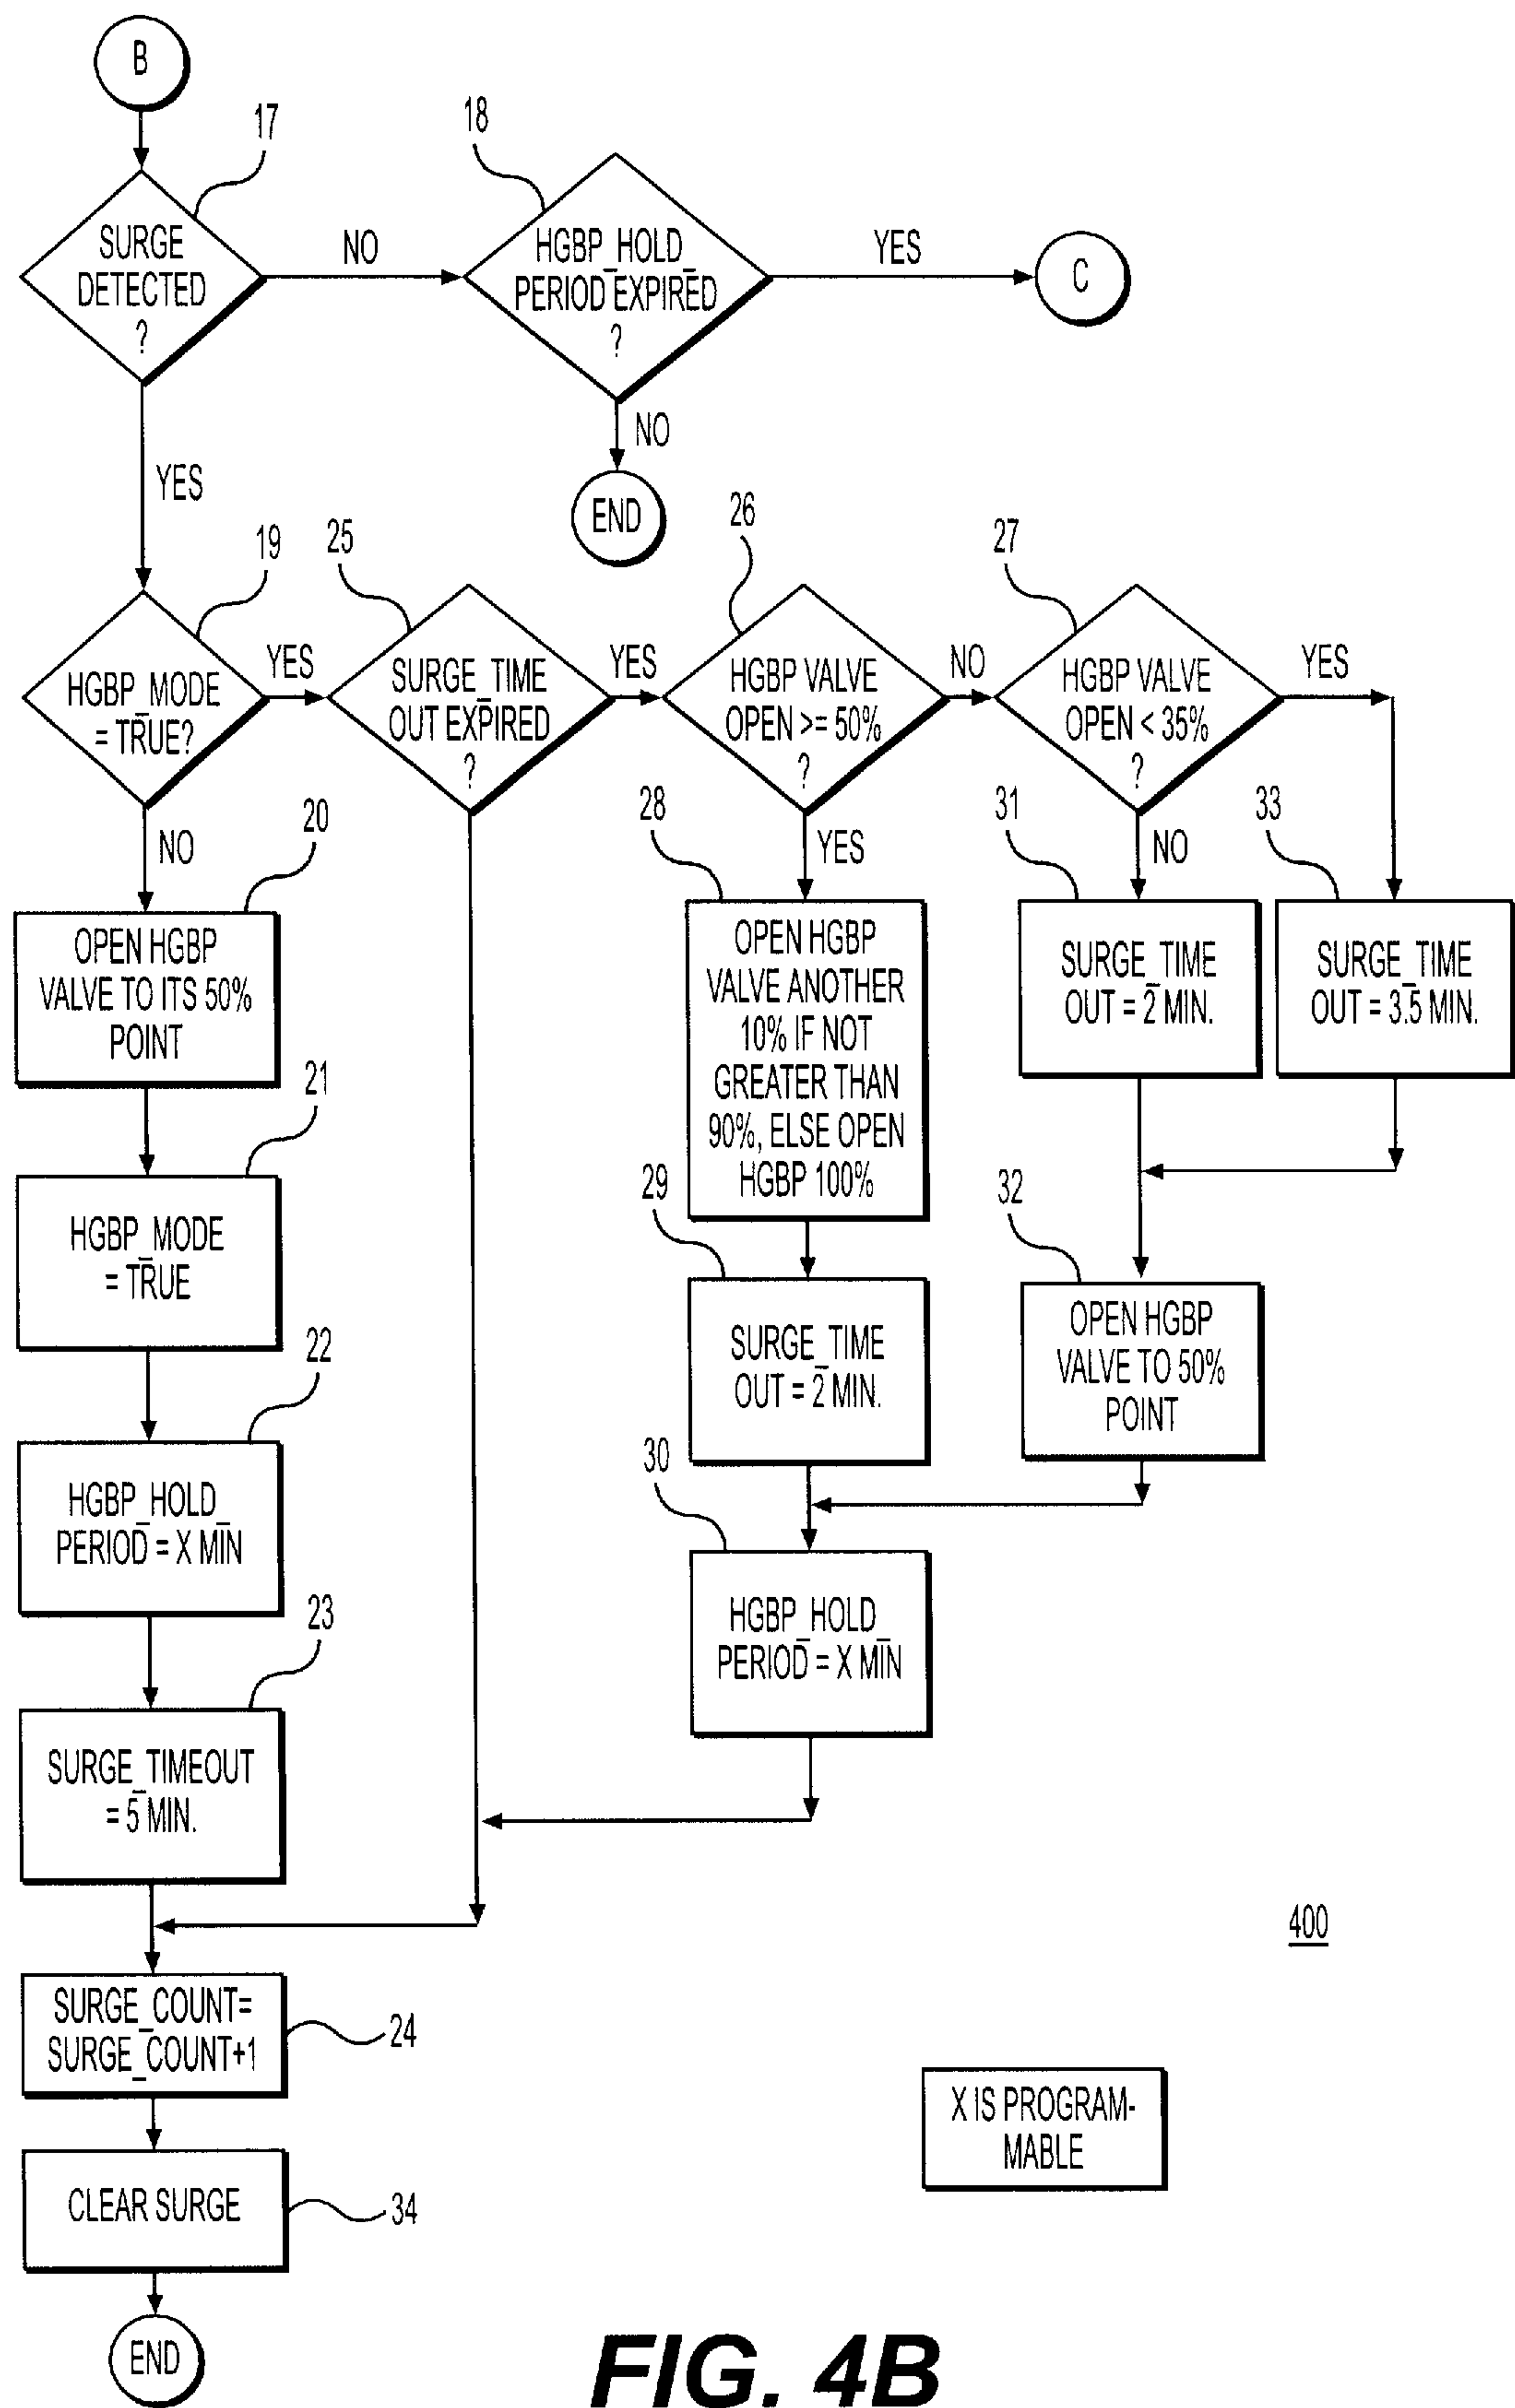 B
17
18
SURGE
DETECTED
?
NO
HGBP_HOLD_
PERIOD EXPIRED
?
YES
C
NO
END
YES
19
25
26
27
HGBP_MODE
= TRUE?
YES
SURGE_TIME
OUT EXPIRED
?
YES
HGBP VALVE
OPEN >= 50%
?
NO
HGBP VALVE
OPEN < 35%
?
YES
NO
20
28
YES
31
NO
33
OPEN HGBP
VALVE TO ITS 50%
POINT
OPEN HGBP
VALVE ANOTHER
10% IF NOT
GREATER THAN
90%, ELSE OPEN
HGBP 100%
SURGE_TIME
OUT = 2 MIN.
SURGE_TIME
OUT = 3.5 MIN.
21
HGBP_MODE
= TRUE
29
SURGE_TIME
OUT = 2 MIN.
32
OPEN HGBP
VALVE TO 50%
POINT
22
HGBP_HOLD_
PERIOD = X MIN
30
HGBP_HOLD_
PERIOD = X MIN
23
SURGE_TIMEOUT
= 5 MIN.
400
SURGE_COUNT=
SURGE_COUNT+1
24
X IS PROGRAM-
MABLE
CLEAR SURGE
34
END
FIG. 4B